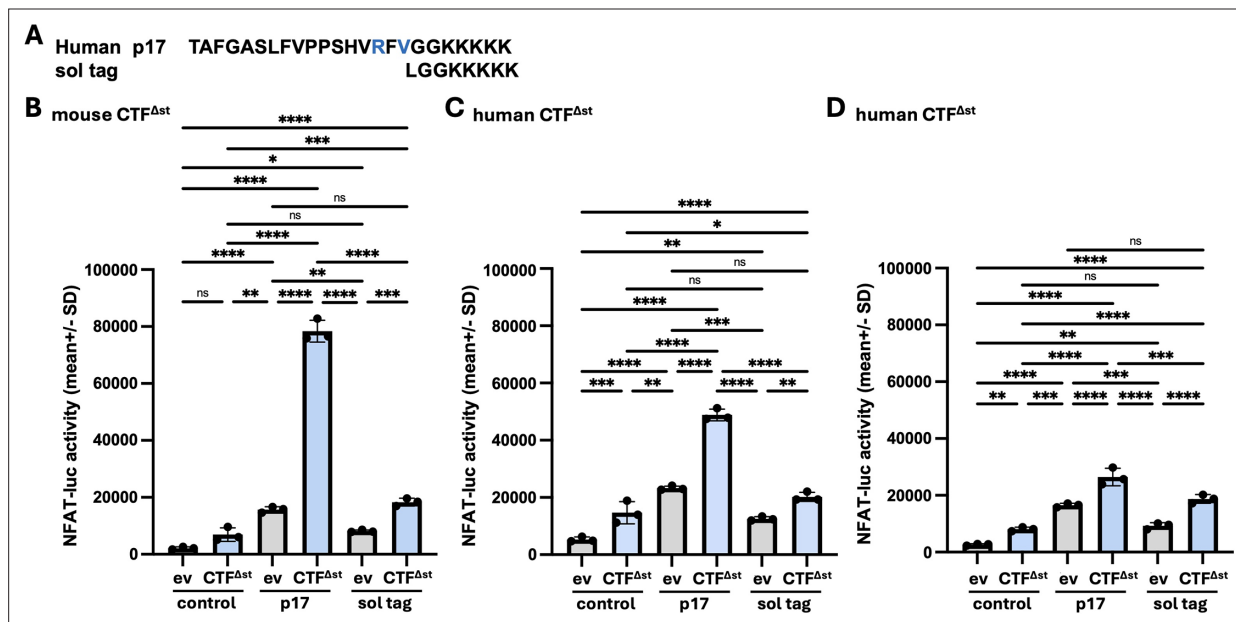 A
Human p17 TAFGASLFVPPSHVRFVGGKKKKK
sol tag LGGKKKKK
B mouse CTFΔst
****
***
*
****
ns
ns
****
**** ****
**
ns ** **** **** ***
NFAT-luc activity (mean+/- SD)
100000
80000
60000
40000
20000
0
ev CTFΔst ev CTFΔst ev CTFΔst
control p17 sol tag
C human CTFΔst
****
*
**
ns
ns
****
***
****
**** **** ****
*** ** **** **
NFAT-luc activity (mean+/- SD)
100000
80000
60000
40000
20000
0
ev CTFΔst ev CTFΔst ev CTFΔst
control p17 sol tag
D human CTFΔst
ns
****
ns
****
****
**
**** ***
**** ***
** *** **** **** ****
NFAT-luc activity (mean+/- SD)
100000
80000
60000
40000
20000
0
ev CTFΔst ev CTFΔst ev CTFΔst
control p17 sol tag